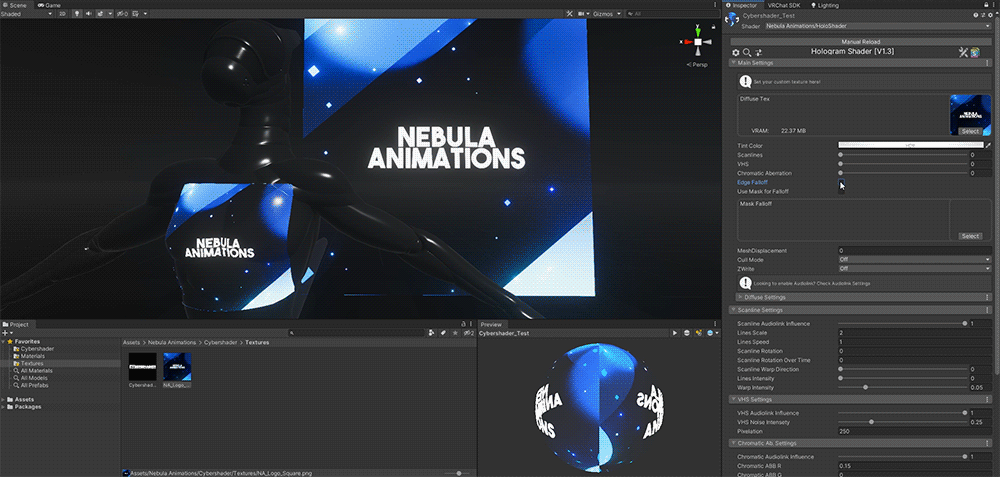 Scene
Game
Shaded
2D
Gizmos
All
y
x
Persp
NEBULA
ANIMATIONS
NEBULA
ANIMATIONS
Project
Favorites
Cybershader
Materials
Textures
All Materials
All Models
All Prefabs
Assets
Packages
Assets > Nebula Animations > Cybershader > Textures
Cybershad...
NA_Logo_...
Assets/Nebula Animations/Cybershader/Textures/NA_Logo_Square.png
Preview
Cybershader_Test
Inspector
VRChat SDK
Lighting
Cybershader_Test
Shader
Nebula Animations/HoloShader
Manual Reload
Hologram Shader [V1.3]
Main Settings
Set your custom texture here!
Diffuse Tex
VRAM: 22.37 MB
Select
Tint Color
HDR
Scanlines 0
VHS 0
Chromatic Aberration 0
Edge Falloff
Use Mask for Falloff
Mask Falloff
Select
MeshDisplacement 0
Cull Mode Off
ZWrite Off
Looking to enable Audiolink? Check Audiolink Settings
Diffuse Settings
Scanline Settings
Scanline Audiolink Influence 1
Lines Scale 2
Lines Speed 1
Scanline Rotation 0
Scanline Rotation Over Time 0
Scanline Warp Direction 0
Lines Intensity 0
Warp Intensity 0.05
VHS Settings
VHS Audiolink Influence 1
VHS Noise Intensety 0.25
Pixelation 250
Chromatic Ab. Settings
Chromatic Audiolink Influence 1
Chromatic ABB R 0.15
Chromatic ABB G 0